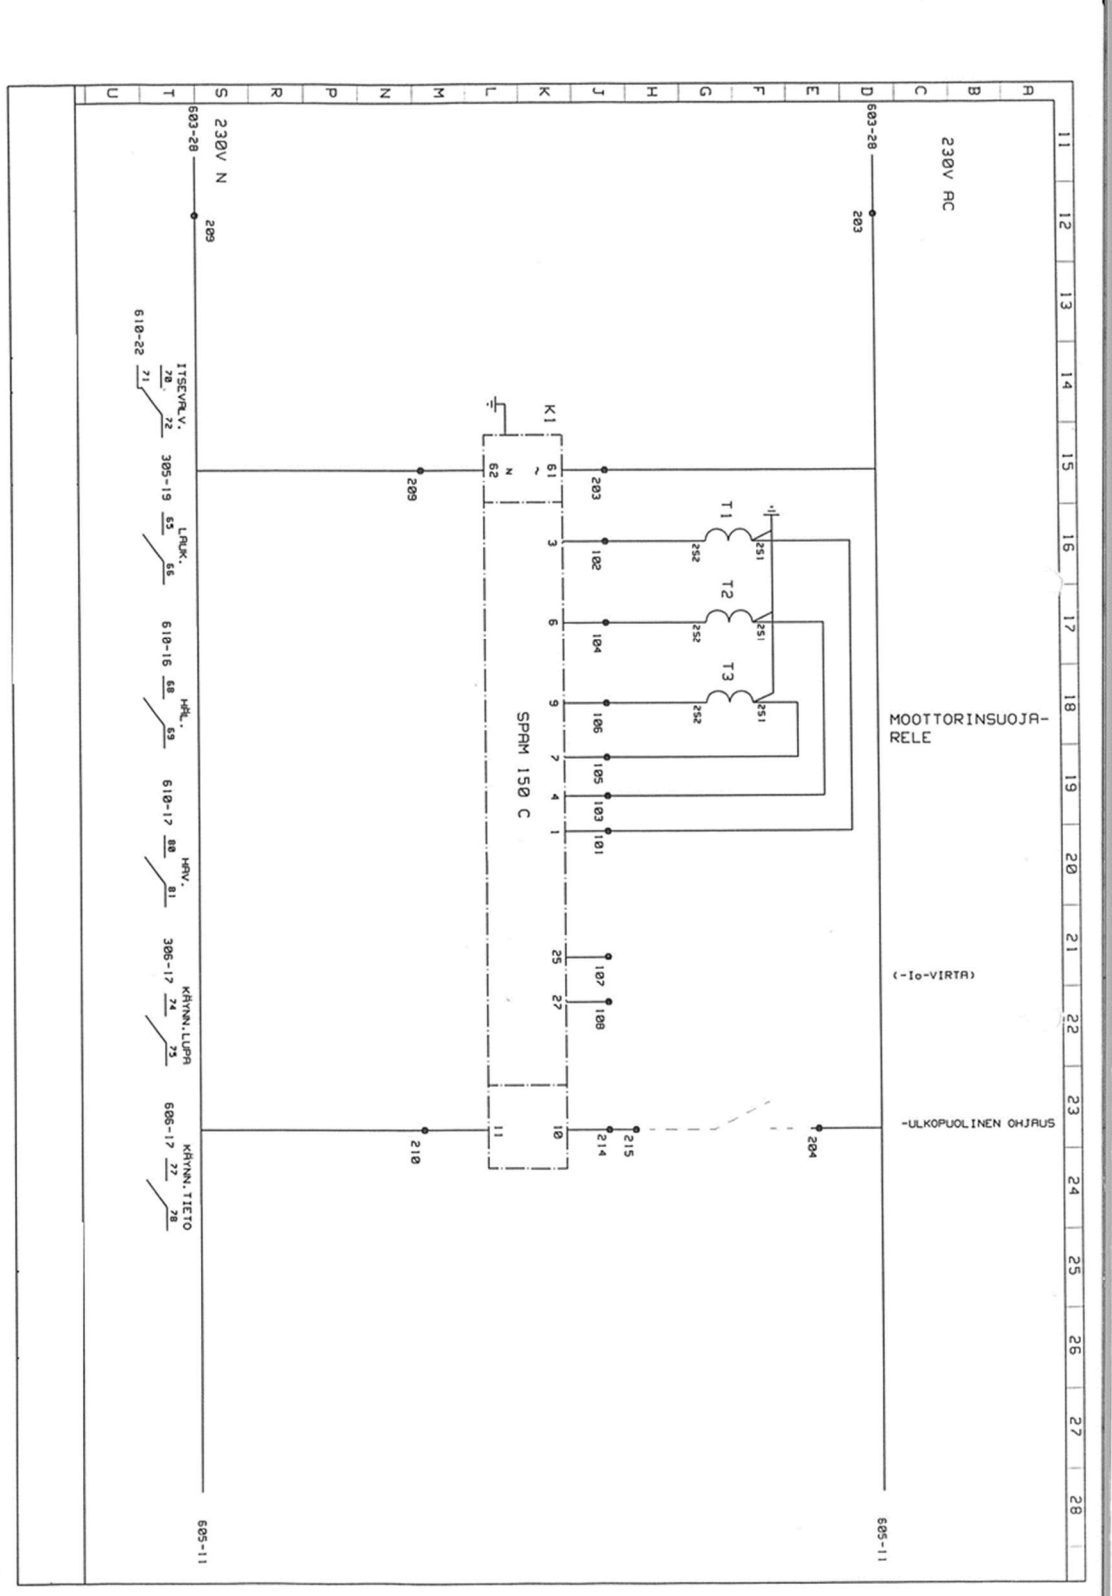 11 12 13 14 15 16 17 18 19 20 21 22 23 24 25 26 27 28
A
B
C
D
E
F
G
H
J
K
L
M
N
P
R
S
T
U
230V AC
MOOTTORINSUOJA-
RELE
(-Io-VIRTA)
-ULKOPUOLINEN OHJAUS
603-28
203
605-11
204
2S1 2S1 2S1
T1 T2 T3
2S2 2S2 2S2
215
203 102 104 106 105 103 101 107 108 214
K1
61 3 6 9 7 4 1 25 27 10
~
SPAM 150 C
N
62
11
209
210
230V N
209
603-28
605-11
ITSEVALV.
LAUK.
HÄL.
HAV.
KÄYNN.LUPA
KÄYNN.TIETO
70 72 305-19 65 66 610-16 68 69 610-17 80 81 306-17 74 75 606-17 77 78
610-22 71